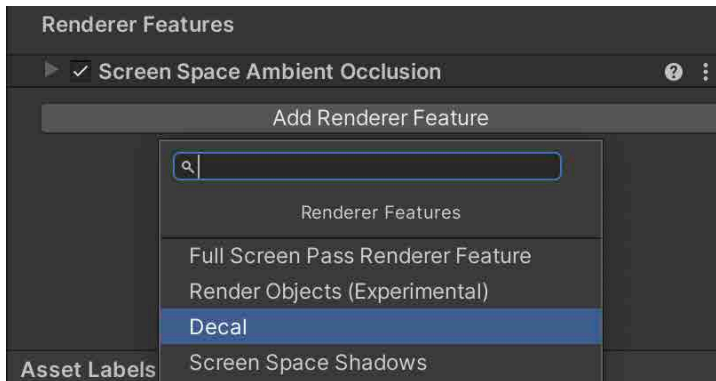 Renderer Features
Screen Space Ambient Occlusion
Add Renderer Feature
Renderer Features
Full Screen Pass Renderer Feature
Render Objects (Experimental)
Decal
Screen Space Shadows
Asset Labels